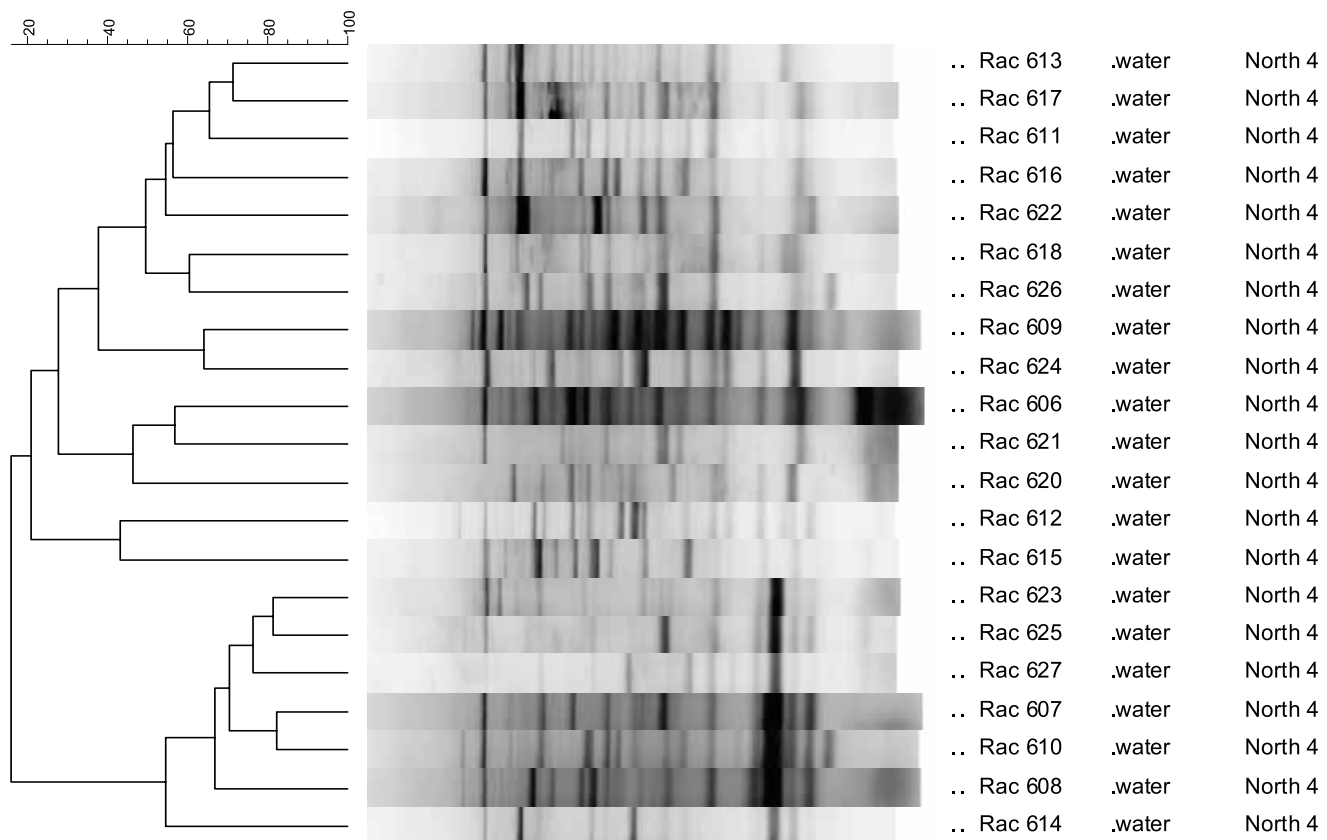 20 40 60 80 100
.. Rac 613 .water North 4
.. Rac 617 .water North 4
.. Rac 611 .water North 4
.. Rac 616 .water North 4
.. Rac 622 .water North 4
.. Rac 618 .water North 4
.. Rac 626 .water North 4
.. Rac 609 .water North 4
.. Rac 624 .water North 4
.. Rac 606 .water North 4
.. Rac 621 .water North 4
.. Rac 620 .water North 4
.. Rac 612 .water North 4
.. Rac 615 .water North 4
.. Rac 623 .water North 4
.. Rac 625 .water North 4
.. Rac 627 .water North 4
.. Rac 607 .water North 4
.. Rac 610 .water North 4
.. Rac 608 .water North 4
.. Rac 614 .water North 4